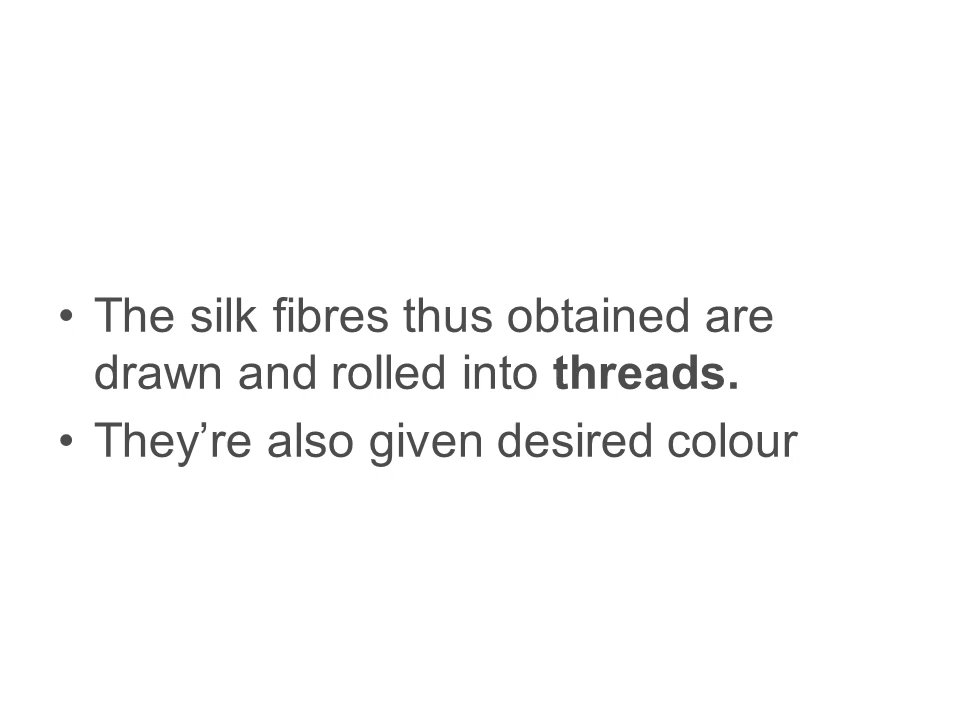 • The silk fibres thus obtained are
drawn and rolled into threads.
• They’re also given desired colour